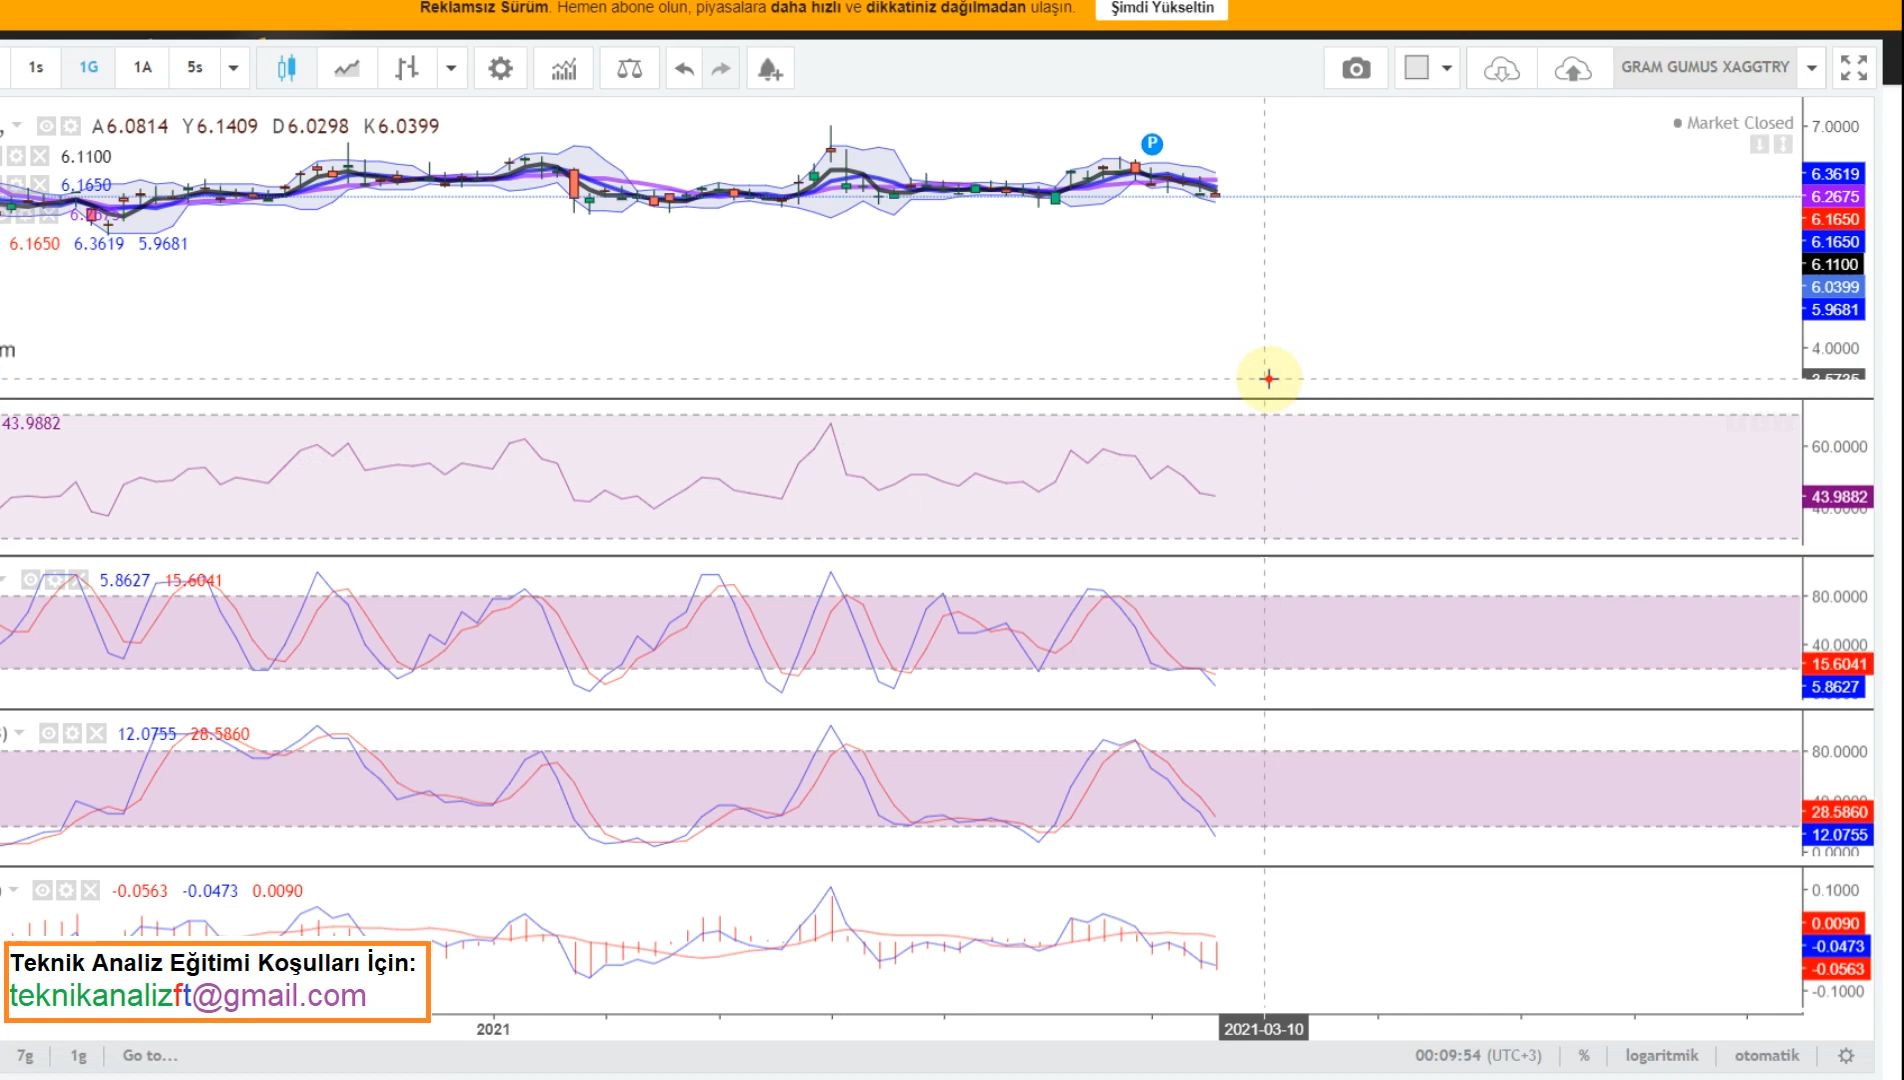 Reklamsız Sürüm. Hemen abone olun, piyasalara daha hızlı ve dikkatiniz dağılmadan ulaşın. Şimdi Yükseltin
1s 1G 1A 5s GRAM GUMUS XAGGTRY
A6.0814 Y6.1409 D6.0298 K6.0399
6.1100
6.1650
6.1650 6.3619 5.9681
m
P
Market Closed
7.0000
6.3619
6.2675
6.1650
6.1650
6.1100
6.0399
5.9681
4.0000
43.9882
60.0000
43.9882
5.8627 15.6041
80.0000
40.0000
15.6041
5.8627
12.0755 28.5860
80.0000
28.5860
12.0755
0.0000
-0.0563 -0.0473 0.0090
0.1000
0.0090
-0.0473
-0.0563
-0.1000
Teknik Analiz Eğitimi Koşulları İçin:
teknikanalizft@gmail.com
2021 2021-03-10
7g 1g Go to... 00:09:54 (UTC+3) % logaritmik otomatik